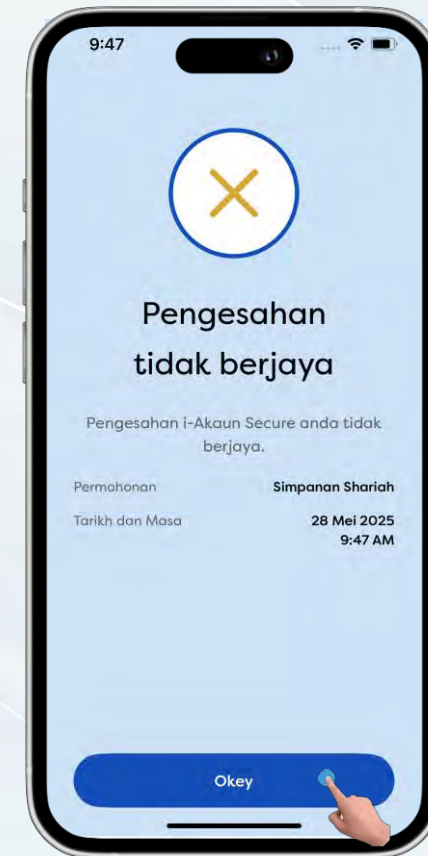 9:47
Pengesahan
tidak berjaya
Pengesahan i-Akaun Secure anda tidak
berjaya.
Permohonan Simpanan Shariah
Tarikh dan Masa 28 Mei 2025
9:47 AM
Okey